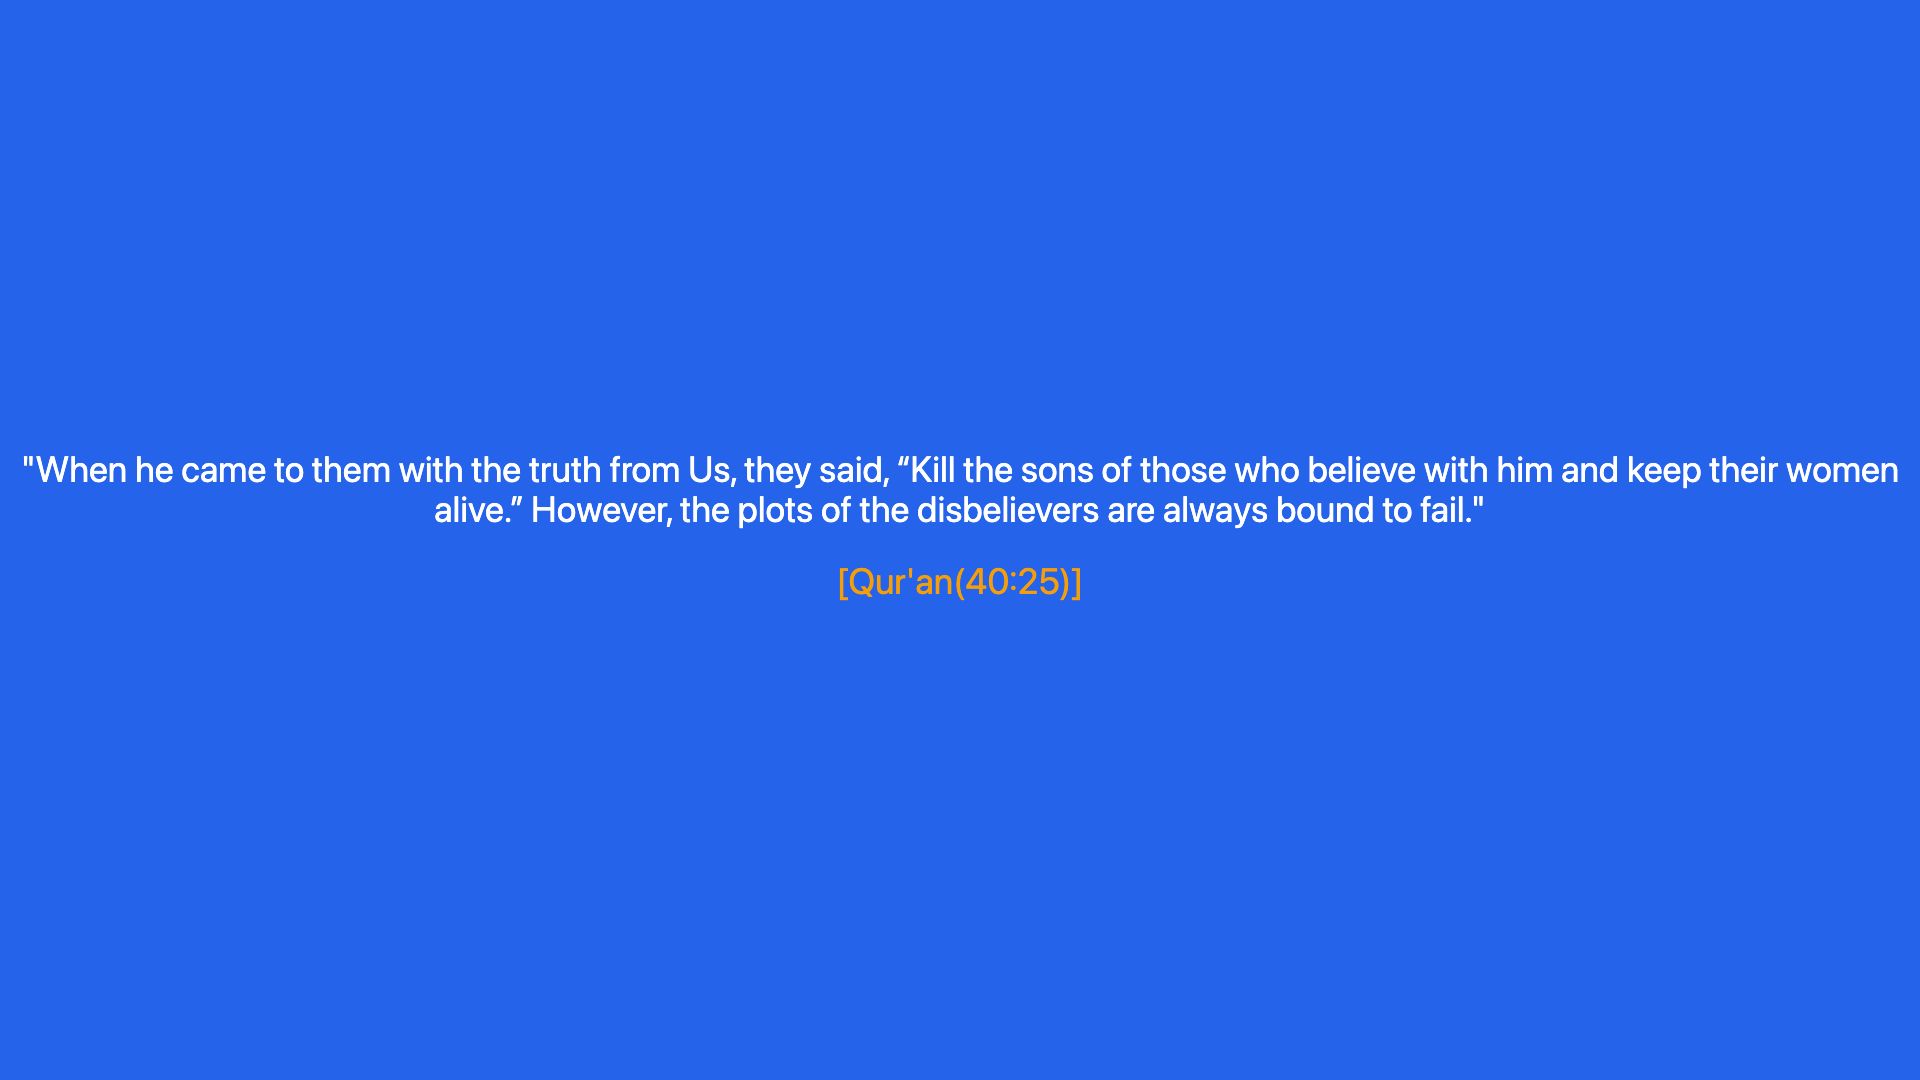 "When he came to them with the truth from Us, they said, “Kill the sons of those who believe with him and keep their women
alive.” However, the plots of the disbelievers are always bound to fail."
[Qur'an(40:25)]